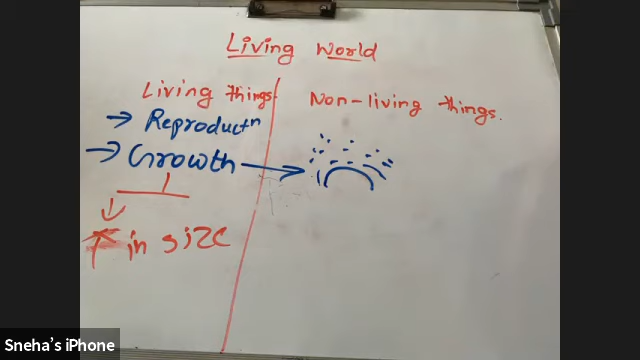 Living World
Living things
Non-living things.
→ Reproductn
→ Growth →
↑ in size
Sneha's iPhone